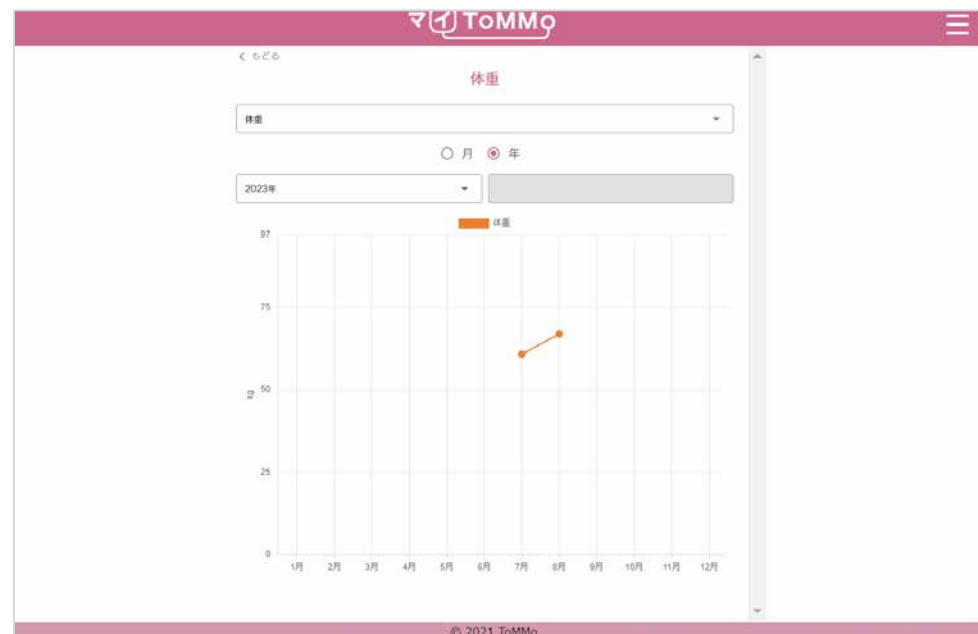 マイToMMo
もどる
体重
体重
月 年
2023年
体重
97
75
50
kg
25
0
1月 2月 3月 4月 5月 6月 7月 8月 9月 10月 11月 12月
© 2021 ToMMo